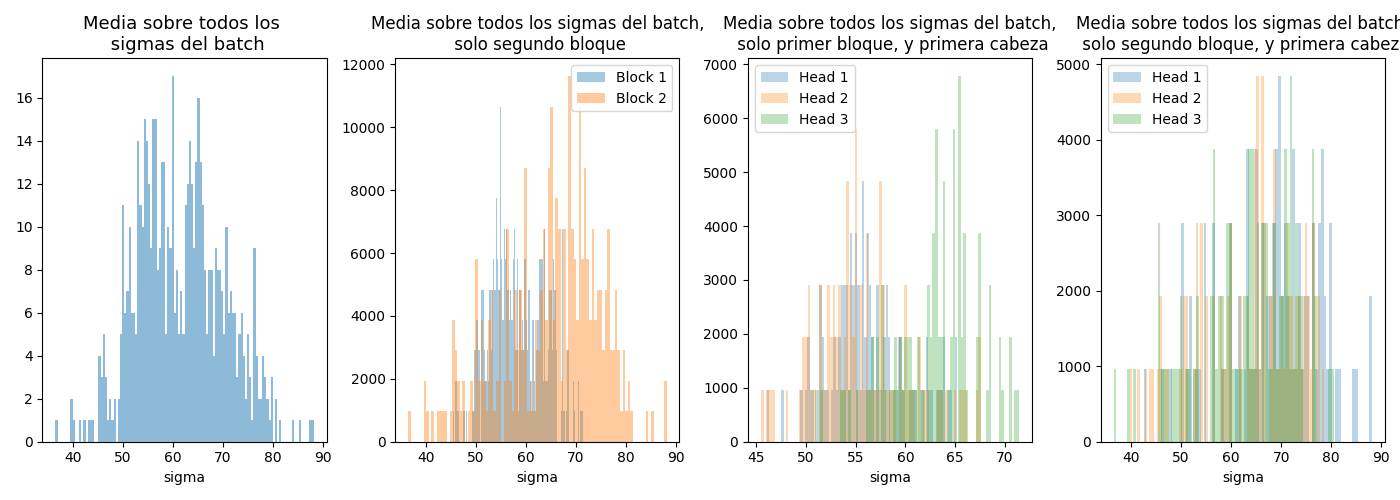 Media sobre todos los
sigmas del batch
16
14
12
10
8
6
4
2
0
40 50 60 70 80 90
sigma
Media sobre todos los sigmas del batch,
solo segundo bloque
Block 1
Block 2
12000
10000
8000
6000
4000
2000
0
40 50 60 70 80 90
sigma
Media sobre todos los sigmas del batch,
solo primer bloque, y primera cabeza
Head 1
Head 2
Head 3
7000
6000
5000
4000
3000
2000
1000
0
45 50 55 60 65 70
sigma
Media sobre todos los sigmas del batch
solo segundo bloque, y primera cabez
Head 1
Head 2
Head 3
5000
4000
3000
2000
1000
0
40 50 60 70 80 90
sigma